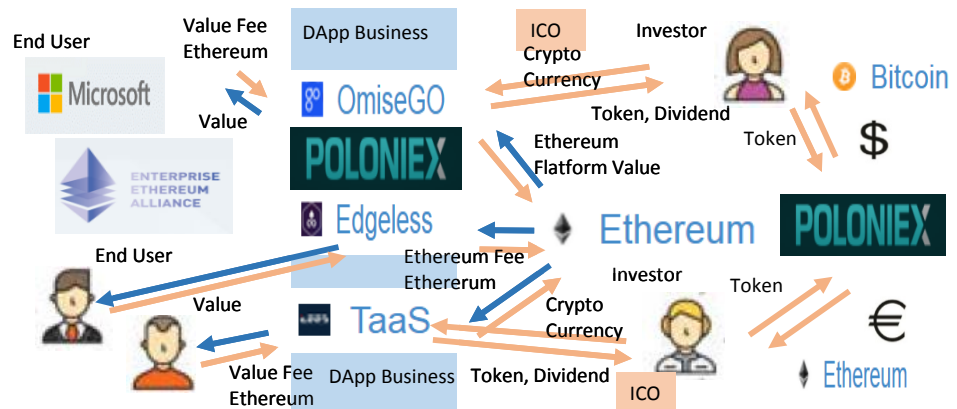 End User
Value Fee
Ethereum
DApp Business
ICO
Crypto
Currency
Investor
Microsoft
OmiseGO
Bitcoin
Value
Token, Dividend
Token
$
POLONIEX
Ethereum
Flatform Value
ENTERPRISE
ETHEREUM
ALLIANCE
Edgeless
Ethereum
POLONIEX
End User
Ethereum Fee
Ethererum
Investor
Token
Value
TaaS
Crypto
Currency
€
Value Fee
Ethereum
DApp Business
Token, Dividend
ICO
Ethereum